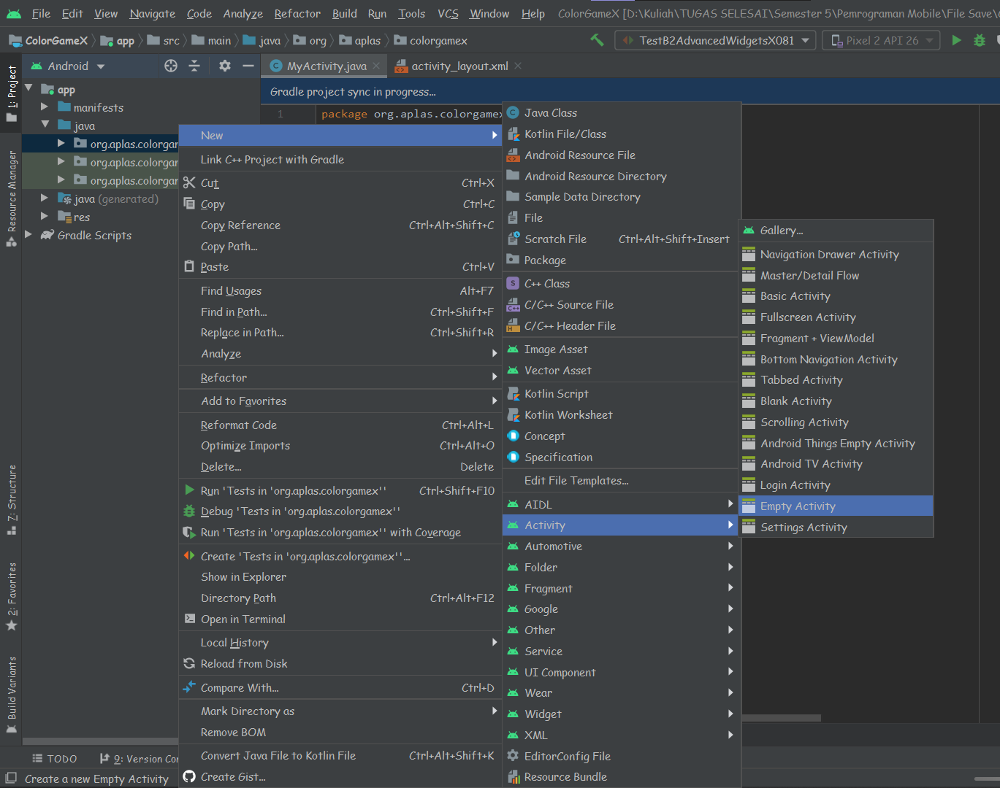 File Edit View Navigate Code Analyze Refactor Build Run Tools VCS Window Help ColorGameX [D:\Kuliah\TUGAS SELESAI\Semester 5\Pemrograman Mobile\File Save\
ColorGameX app src main java org aplas colorgamex TestB2AdvancedWidgetsX081 Pixel 2 API 26
1: Project
Resource Manager
7: Structure
2: Favorites
Build Variants
Android
app
manifests
java
org.aplas.colorgar
org.aplas.colorgar
org.aplas.colorgar
java (generated)
res
Gradle Scripts
MyActivity.java activity_layout.xml
Gradle project sync in progress...
1 package org.aplas.colorgamex
New
Link C++ Project with Gradle
Cut Ctrl+X
Copy Ctrl+C
Copy Reference Ctrl+Alt+Shift+C
Copy Path...
Paste Ctrl+V
Find Usages Alt+F7
Find in Path... Ctrl+Shift+F
Replace in Path... Ctrl+Shift+R
Analyze
Refactor
Add to Favorites
Reformat Code Ctrl+Alt+L
Optimize Imports Ctrl+Alt+O
Delete... Delete
Run 'Tests in 'org.aplas.colorgamex'' Ctrl+Shift+F10
Debug 'Tests in 'org.aplas.colorgamex''
Run 'Tests in 'org.aplas.colorgamex'' with Coverage
Create 'Tests in 'org.aplas.colorgamex''...
Show in Explorer
Directory Path Ctrl+Alt+F12
Open in Terminal
Local History
Reload from Disk
Compare With... Ctrl+D
Mark Directory as
Remove BOM
Convert Java File to Kotlin File Ctrl+Alt+Shift+K
Create Gist...
Java Class
Kotlin File/Class
Android Resource File
Android Resource Directory
Sample Data Directory
File
Scratch File Ctrl+Alt+Shift+Insert
Package
C++ Class
C/C++ Source File
C/C++ Header File
Image Asset
Vector Asset
Kotlin Script
Kotlin Worksheet
Concept
Specification
Edit File Templates...
AIDL
Activity
Automotive
Folder
Fragment
Google
Other
Service
UI Component
Wear
Widget
XML
EditorConfig File
Resource Bundle
Gallery...
Navigation Drawer Activity
Master/Detail Flow
Basic Activity
Fullscreen Activity
Fragment + ViewModel
Bottom Navigation Activity
Tabbed Activity
Blank Activity
Scrolling Activity
Android Things Empty Activity
Android TV Activity
Login Activity
Empty Activity
Settings Activity
TODO 9: Version Cor
Create a new Empty Activity